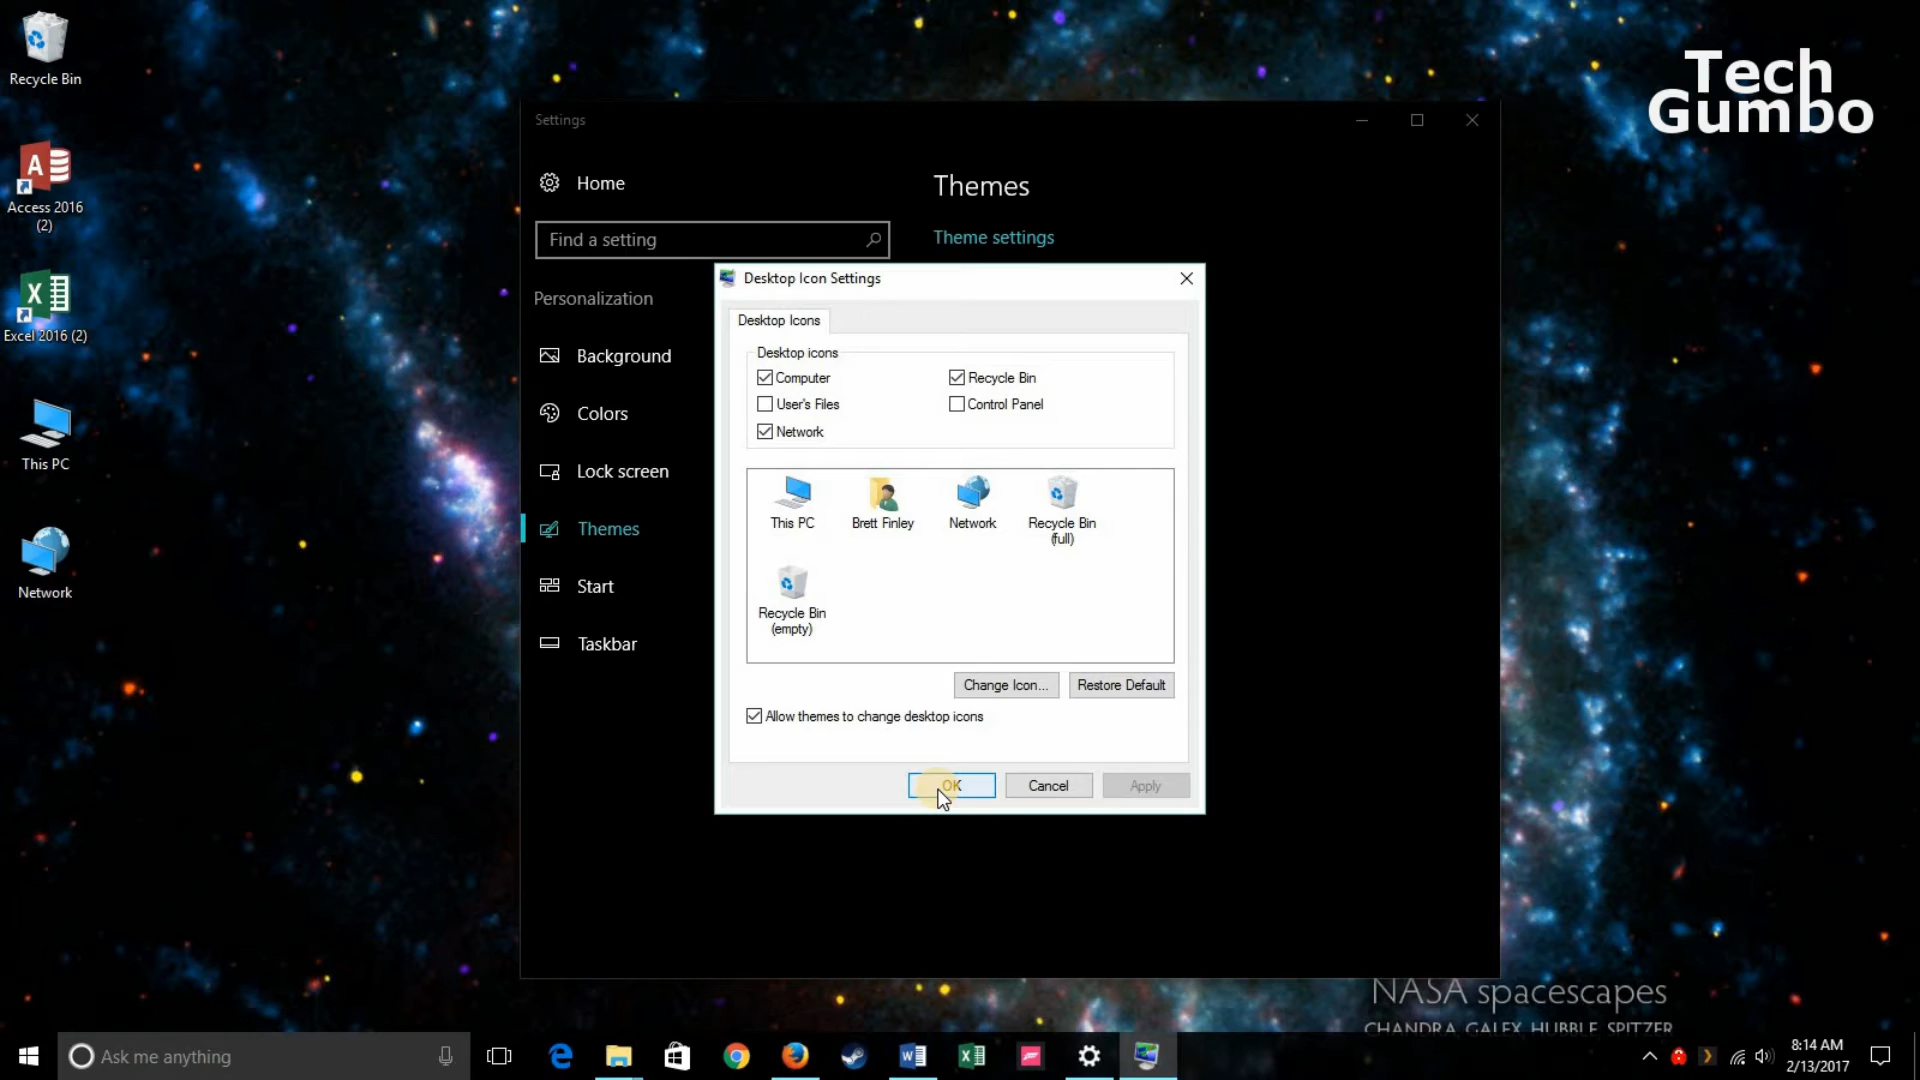 Recycle Bin
Access 2016
(2)
Excel 2016 (2)
This PC
Network
Tech
Gumbo
Settings
Home
Find a setting
Personalization
Background
Colors
Lock screen
Themes
Start
Taskbar
Themes
Theme settings
Desktop Icon Settings
Desktop Icons
Desktop icons
Computer
Recycle Bin
User's Files
Control Panel
Network
This PC
Brett Finley
Network
Recycle Bin
(full)
Recycle Bin
(empty)
Change Icon...
Restore Default
Allow themes to change desktop icons
OK
Cancel
Apply
NASA spacescapes
CHANDRA, GALEX, HUBBLE, SPITZER
Ask me anything
8:14 AM
2/13/2017